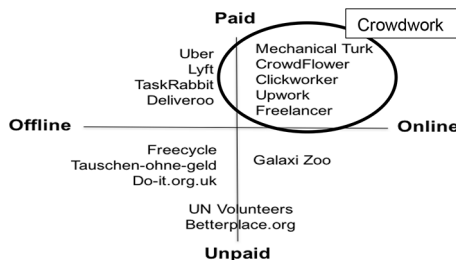 Paid
Crowdwork
Uber
Lyft
TaskRabbit
Deliveroo
Mechanical Turk
CrowdFlower
Clickworker
Upwork
Freelancer
Offline
Online
Freecycle
Tauschen-ohne-geld
Do-it.org.uk
Galaxi Zoo
UN Volunteers
Betterplace.org
Unpaid